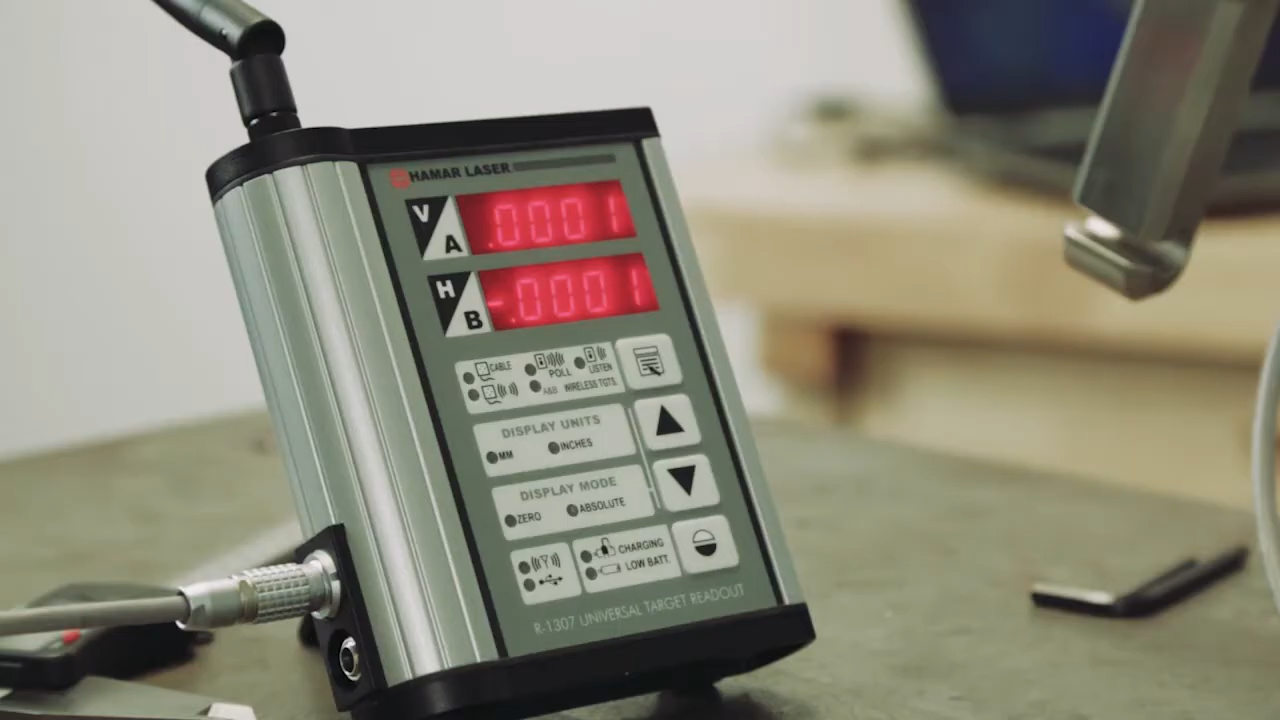 HAMAR LASER
V
A
.0001
H
B
-.0001
CABLE
POLL
LISTEN
A&B
WIRELESS TGTS.
DISPLAY UNITS
MM
INCHES
DISPLAY MODE
ZERO
ABSOLUTE
CHARGING
LOW BATT.
R-1307 UNIVERSAL TARGET READOUT